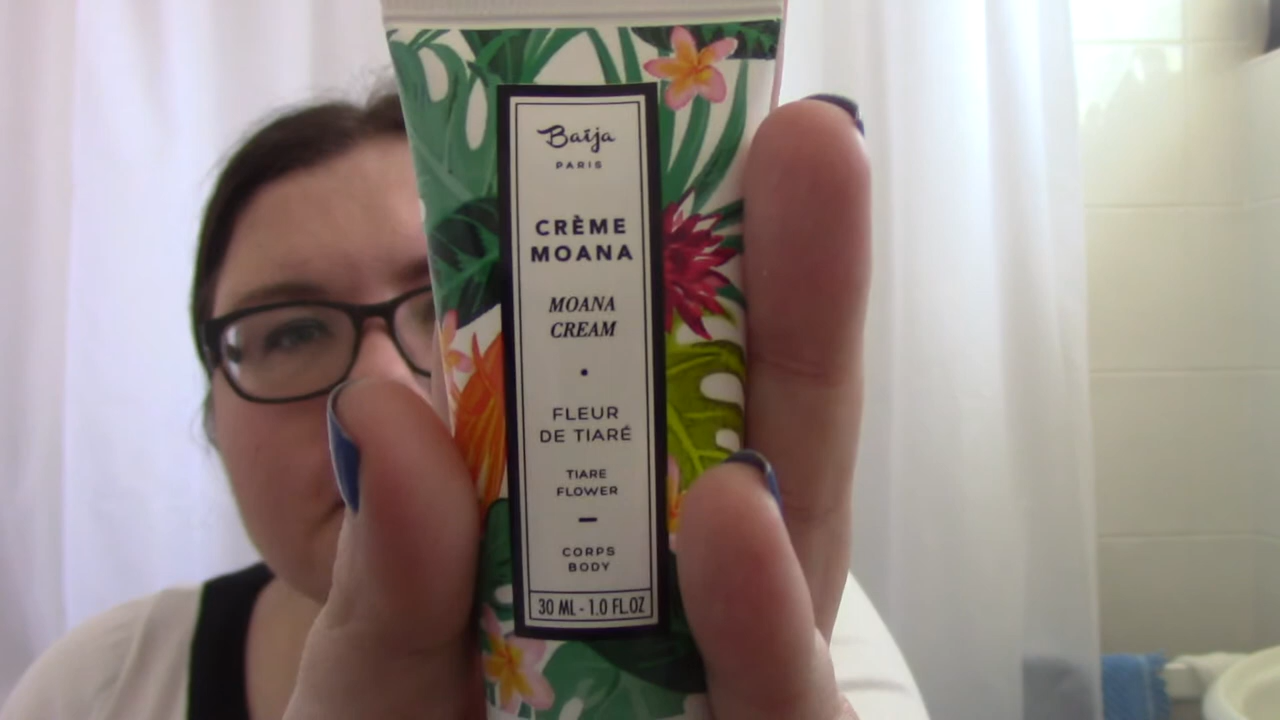 Baïja
PARIS
CRÈME
MOANA
MOANA
CREAM
•
FLEUR
DE TIARÉ
TIARE
FLOWER
–
CORPS
BODY
30 ML - 1.0 FL.OZ